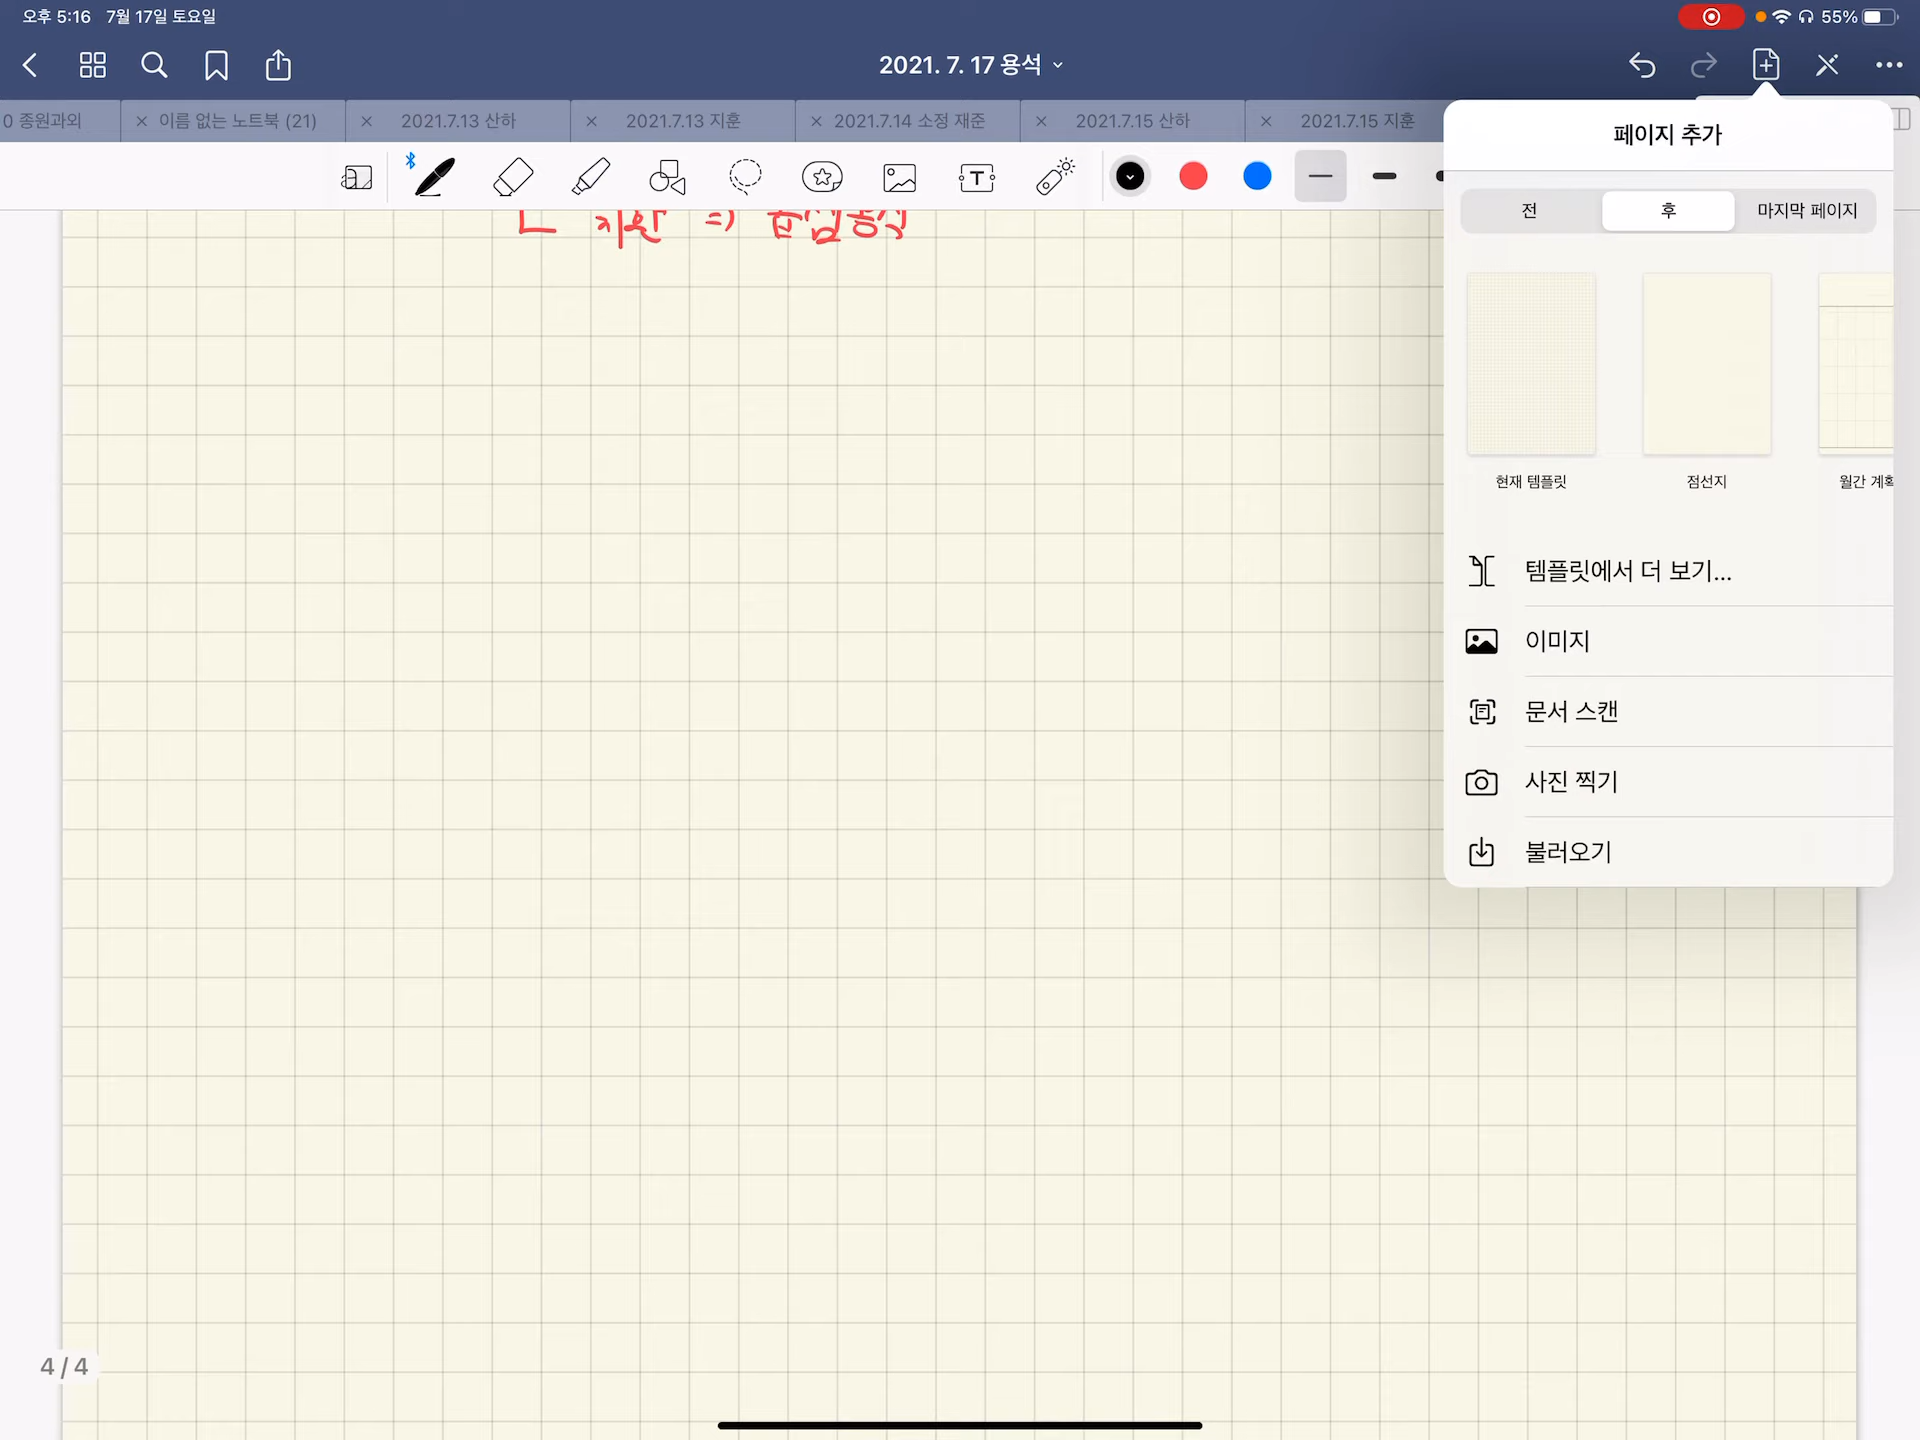 오후 5:16 7월 17일 토요일
55%
2021. 7. 17 용석
0 종원과외
이름 없는 노트북 (21)
2021.7.13 산하
2021.7.13 지훈
2021.7.14 소정 재준
2021.7.15 산하
2021.7.15 지훈
페이지 추가
전 후 마지막 페이지
현재 템플릿 점선지 월간 계획
템플릿에서 더 보기...
이미지
문서 스캔
사진 찍기
불러오기
4 / 4